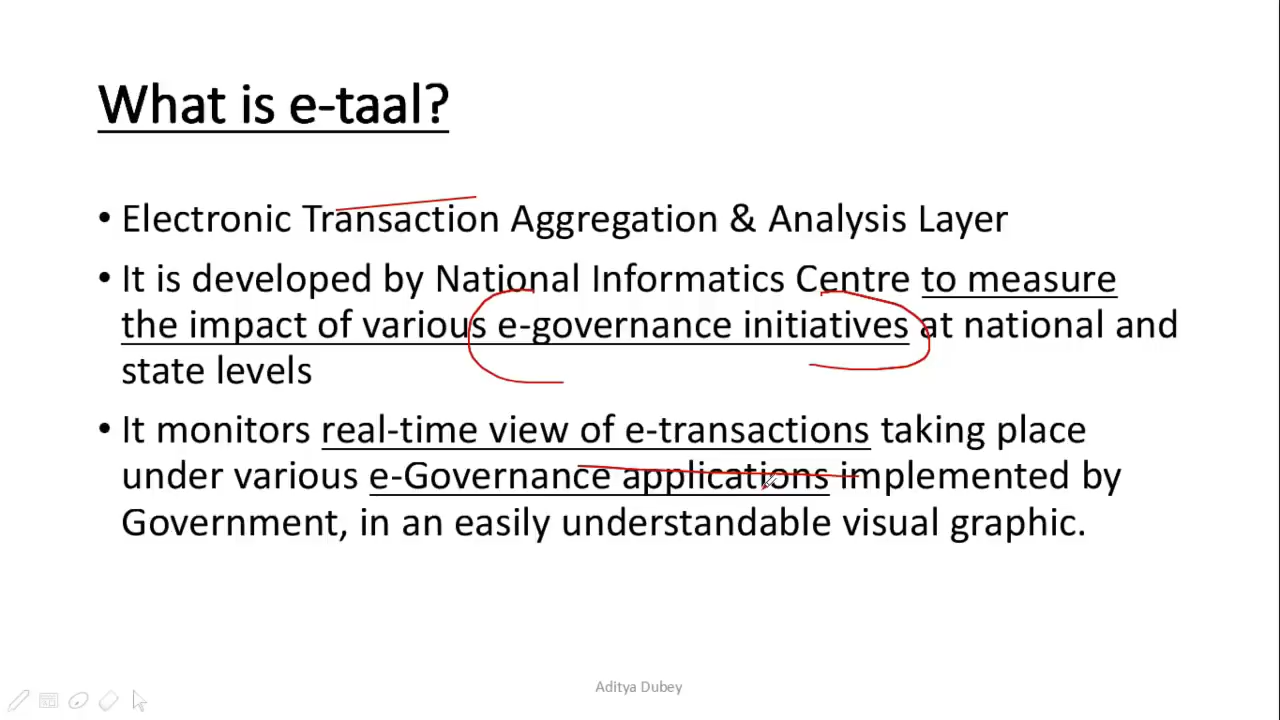 What is e-taal?
• Electronic Transaction Aggregation & Analysis Layer
• It is developed by National Informatics Centre to measure
the impact of various e-governance initiatives at national and
state levels
• It monitors real-time view of e-transactions taking place
under various e-Governance applications implemented by
Government, in an easily understandable visual graphic.
Aditya Dubey